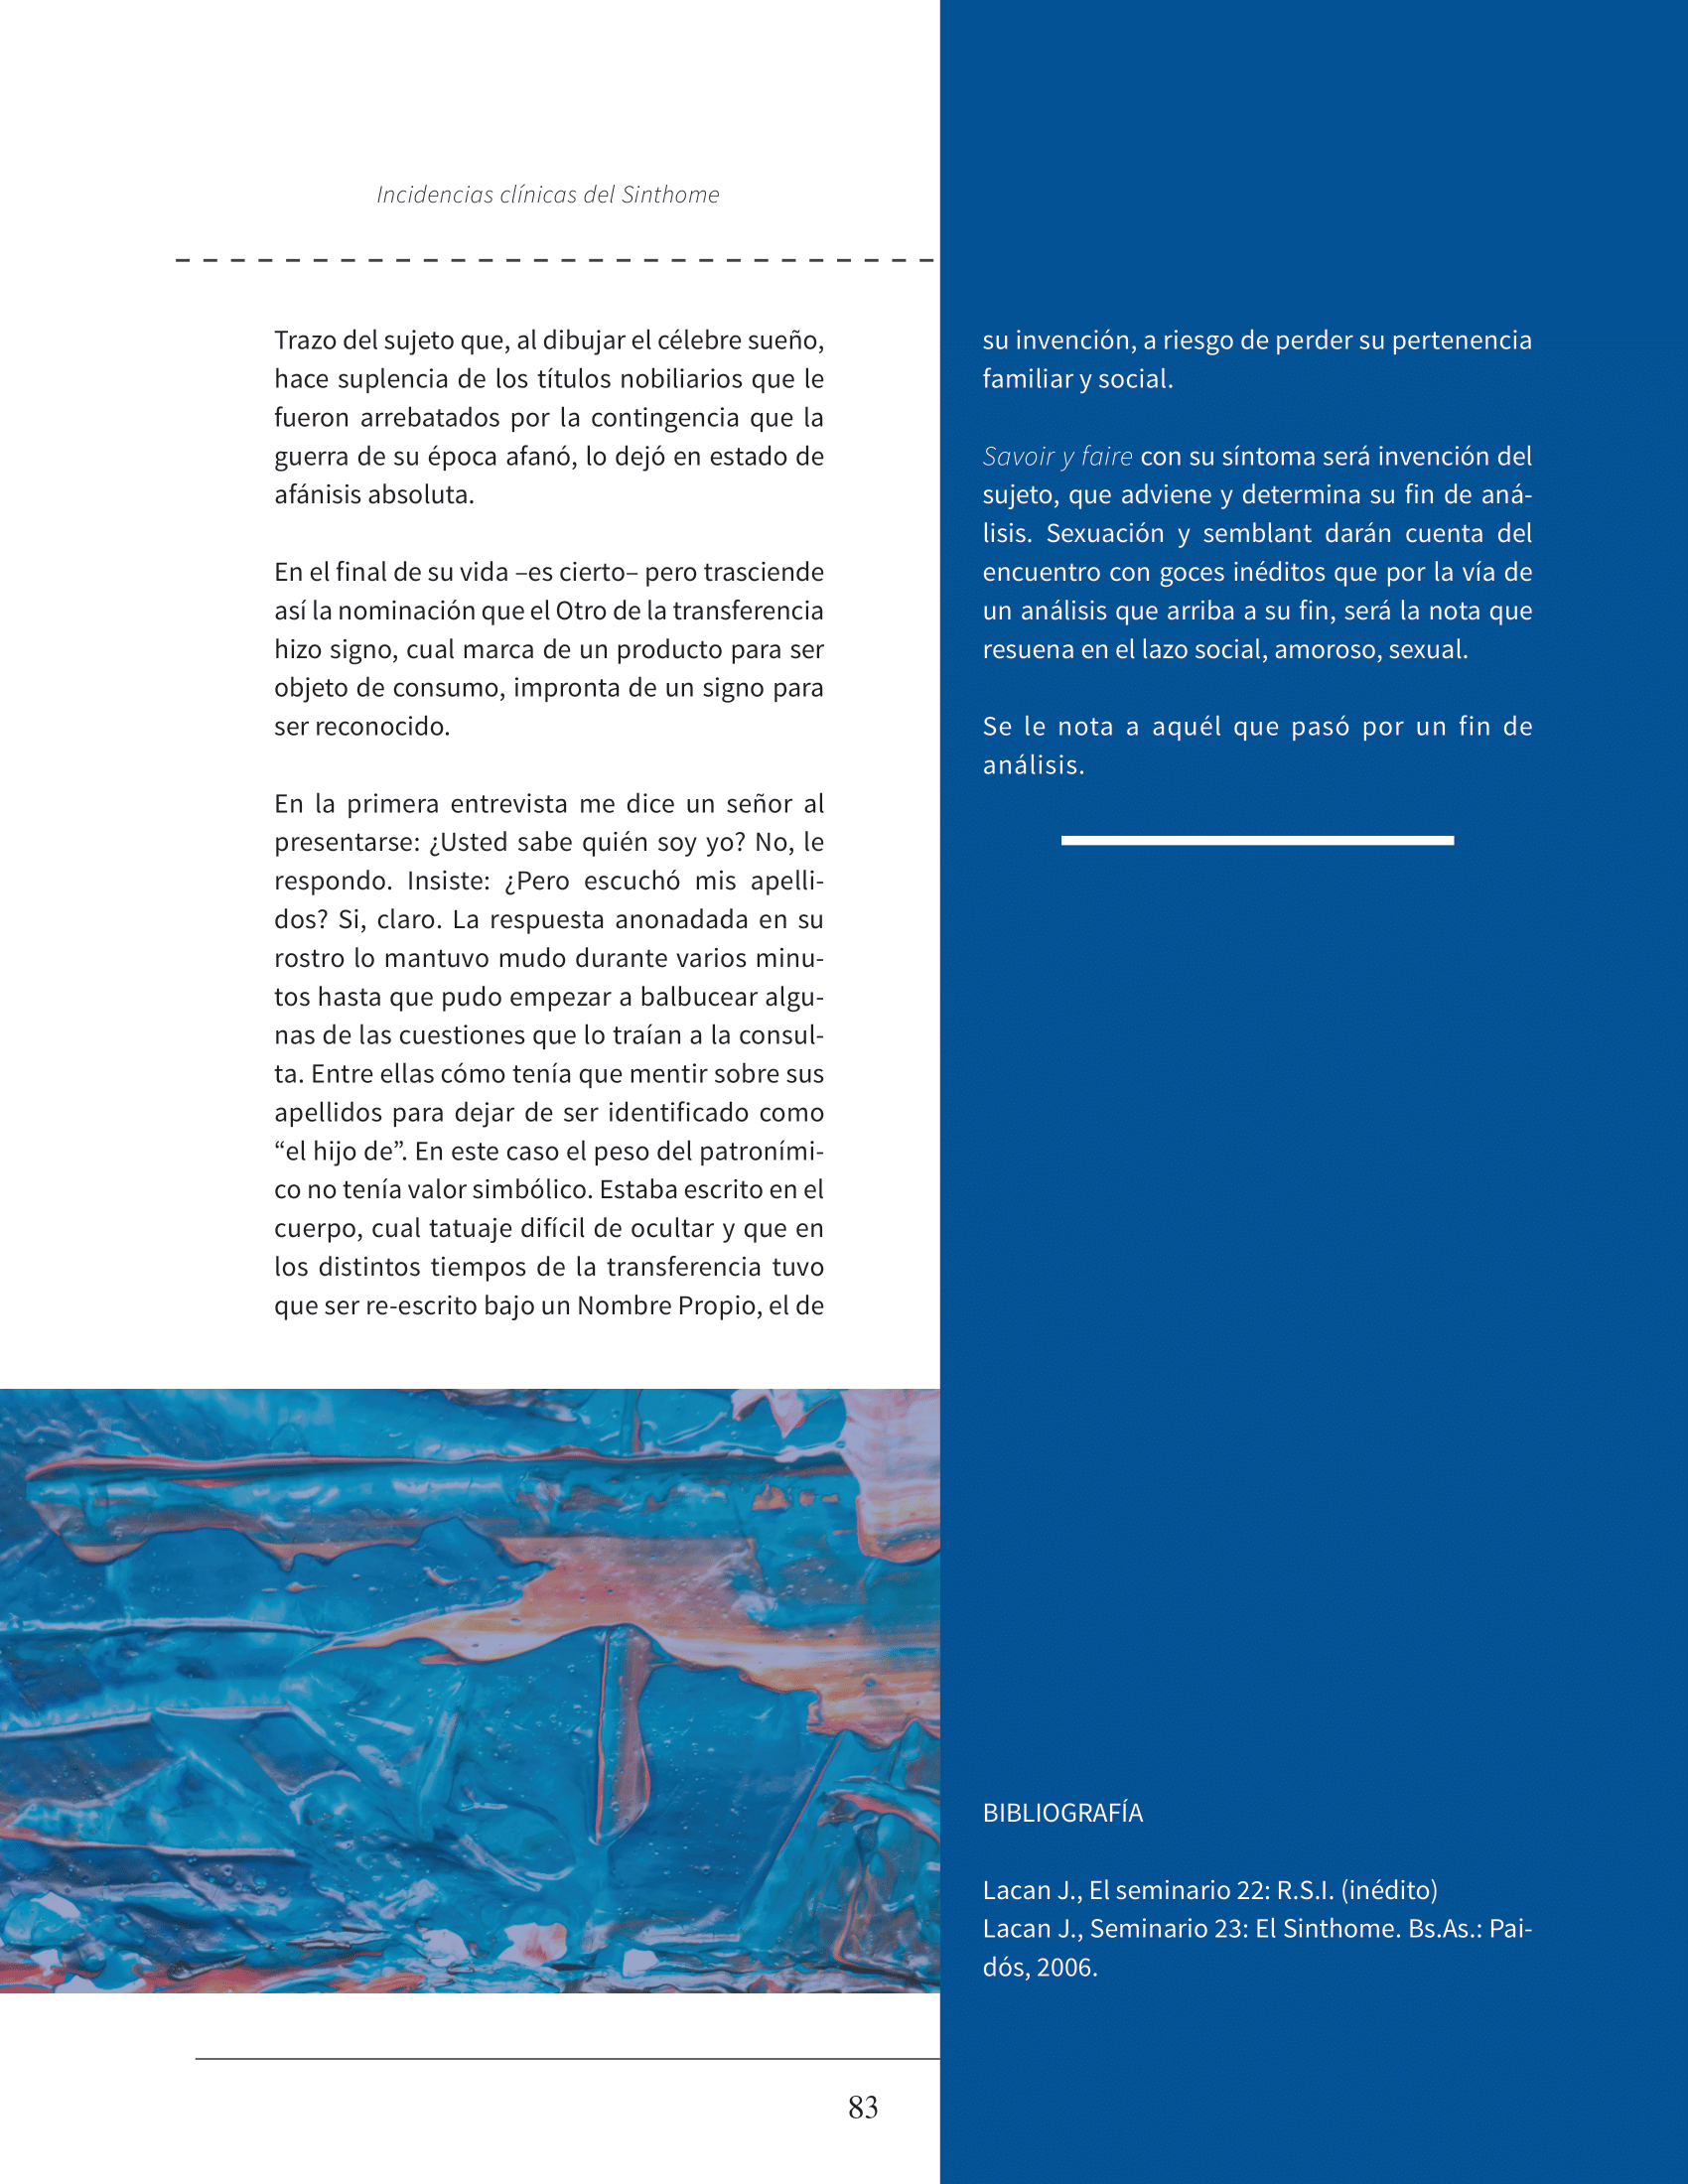 Incidencias clínicas del Sinthome
Trazo del sujeto que, al dibujar el célebre sueño,
hace suplencia de los títulos nobiliarios que le
fueron arrebatados por la contingencia que la
guerra de su época afanó, lo dejó en estado de
afánisis absoluta.
En el final de su vida –es cierto– pero trasciende
así la nominación que el Otro de la transferencia
hizo signo, cual marca de un producto para ser
objeto de consumo, impronta de un signo para
ser reconocido.
En la primera entrevista me dice un señor al
presentarse: ¿Usted sabe quién soy yo? No, le
respondo. Insiste: ¿Pero escuchó mis apelli-
dos? Si, claro. La respuesta anonadada en su
rostro lo mantuvo mudo durante varios minu-
tos hasta que pudo empezar a balbucear algu-
nas de las cuestiones que lo traían a la consul-
ta. Entre ellas cómo tenía que mentir sobre sus
apellidos para dejar de ser identificado como
“el hijo de”. En este caso el peso del patroními-
co no tenía valor simbólico. Estaba escrito en el
cuerpo, cual tatuaje difícil de ocultar y que en
los distintos tiempos de la transferencia tuvo
que ser re-escrito bajo un Nombre Propio, el de
su invención, a riesgo de perder su pertenencia
familiar y social.
Savoir y faire con su síntoma será invención del
sujeto, que adviene y determina su fin de aná-
lisis. Sexuación y semblant darán cuenta del
encuentro con goces inéditos que por la vía de
un análisis que arriba a su fin, será la nota que
resuena en el lazo social, amoroso, sexual.
Se le nota a aquél que pasó por un fin de
análisis.
BIBLIOGRAFÍA
Lacan J., El seminario 22: R.S.I. (inédito)
Lacan J., Seminario 23: El Sinthome. Bs.As.: Pai-
dós, 2006.
83